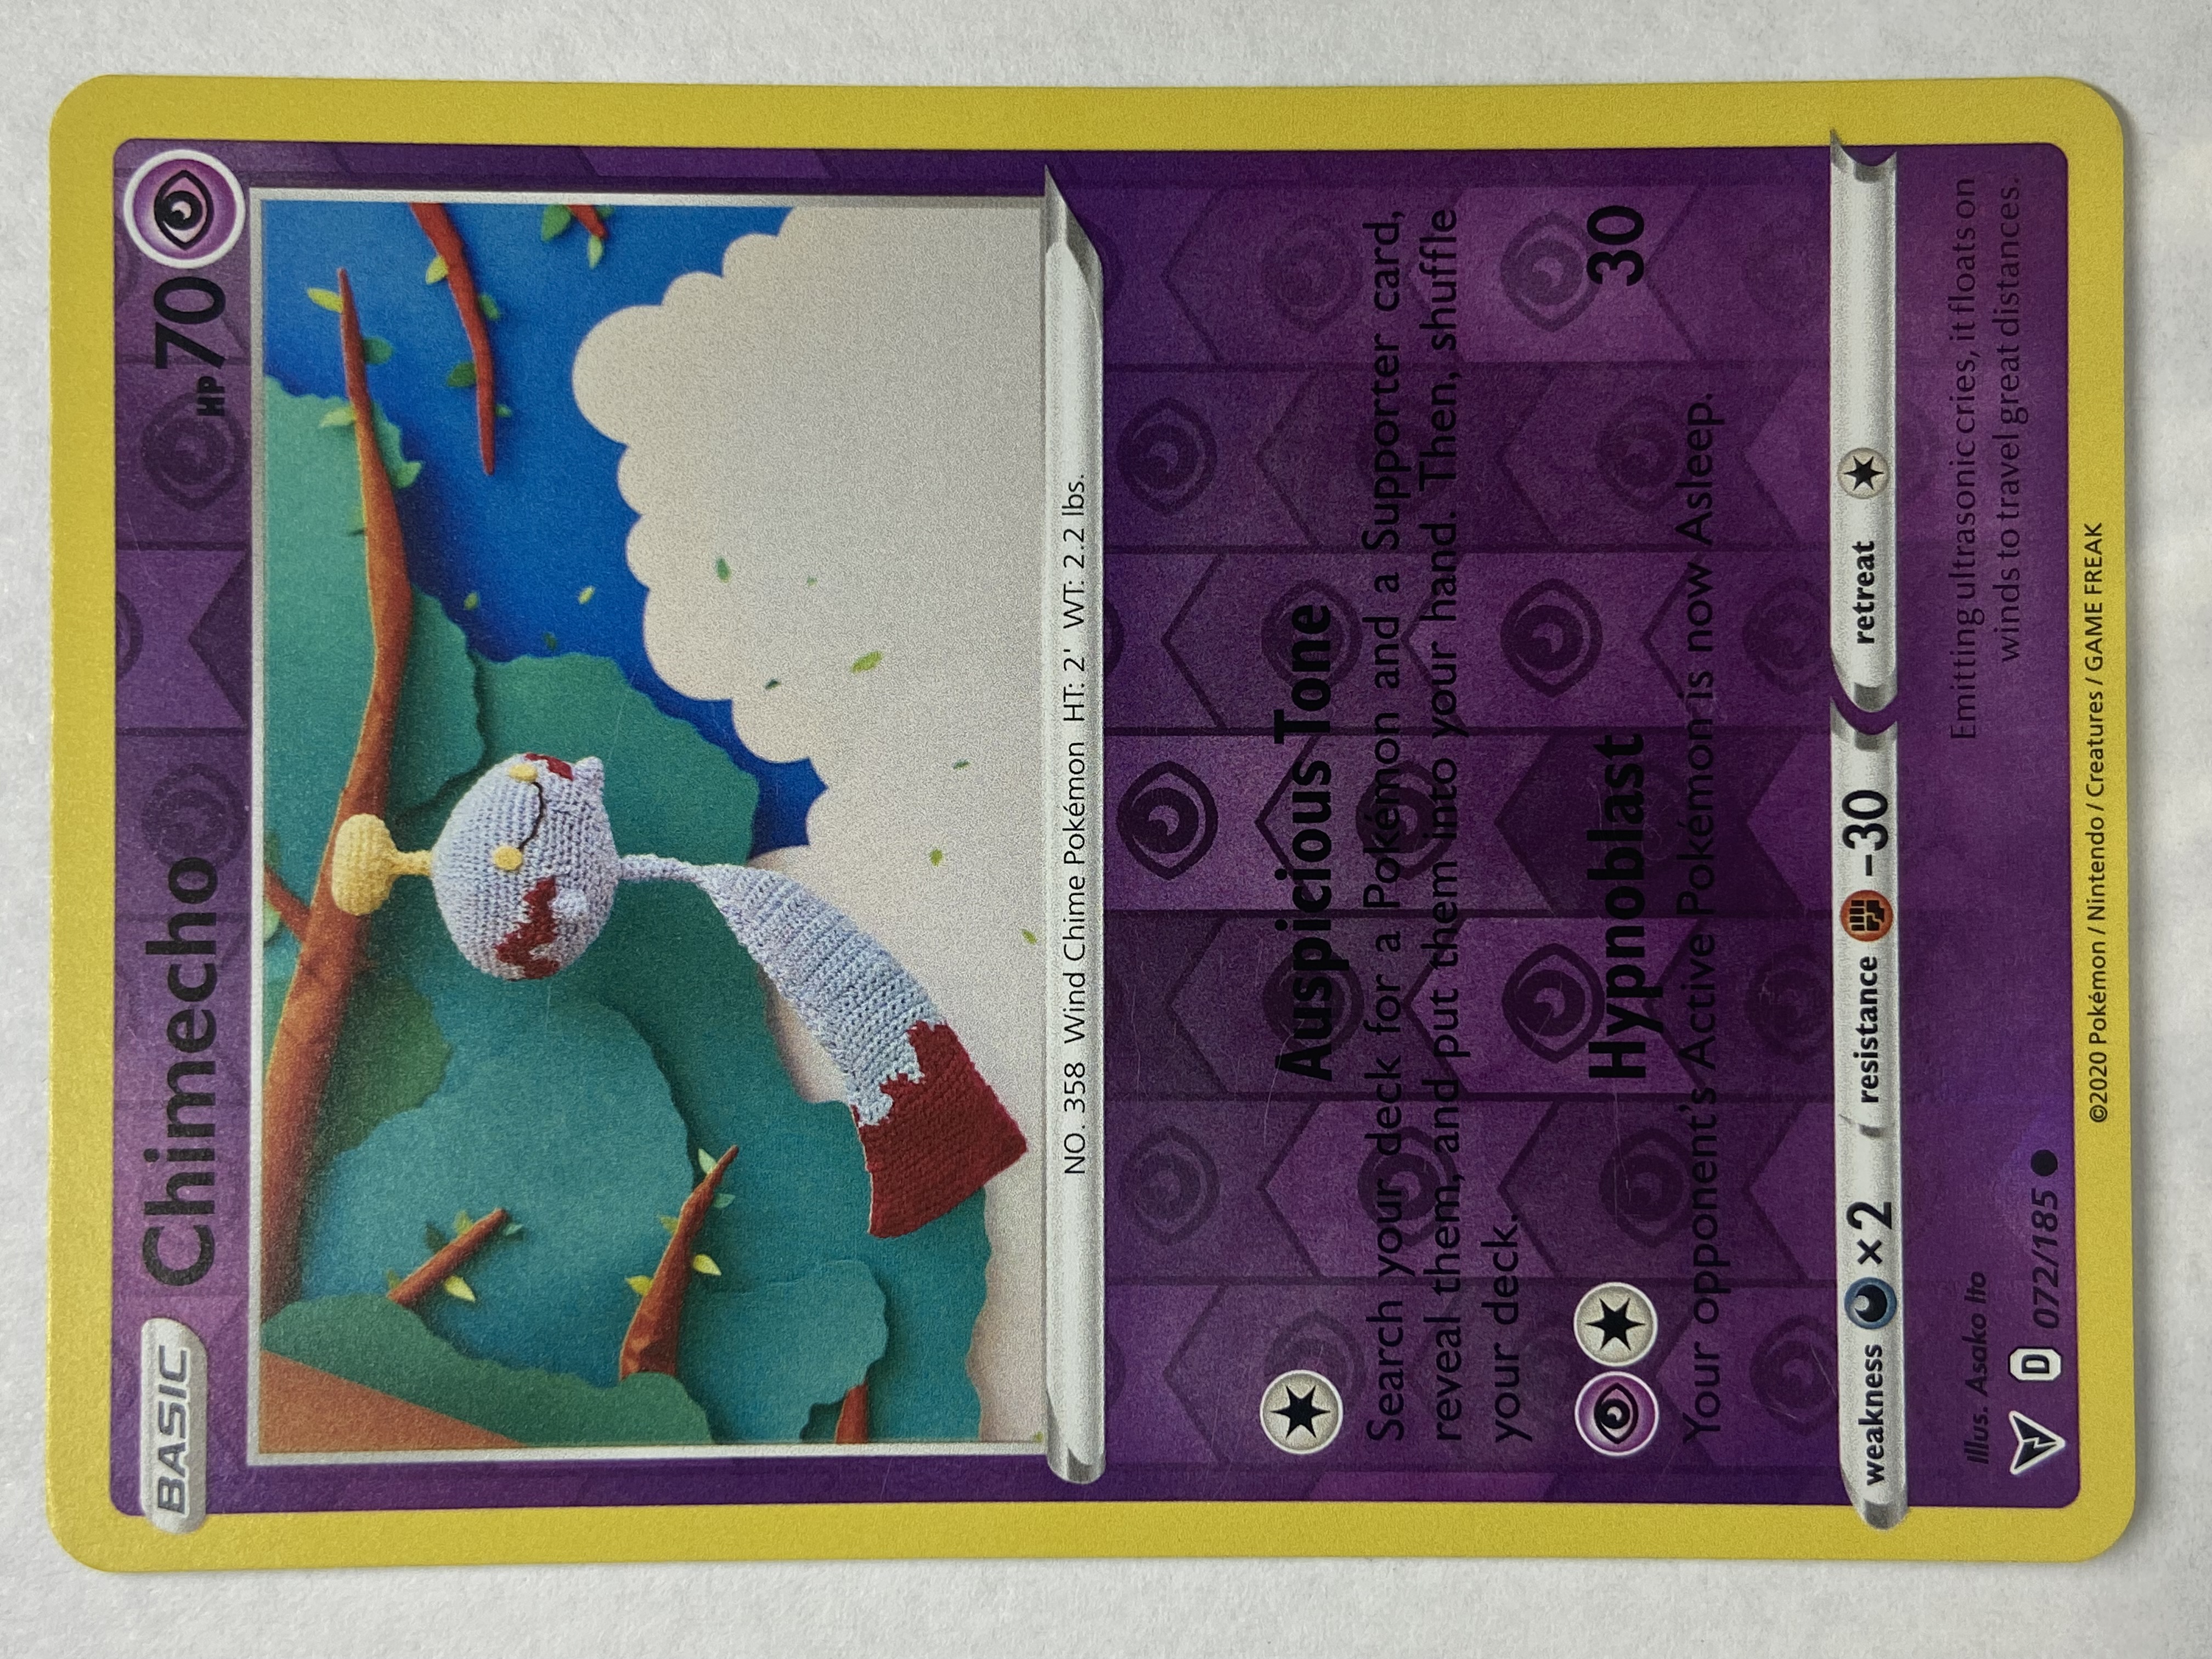 BASIC Chimecho HP 70
NO. 358 Wind Chime Pokémon HT: 2' WT: 2.2 lbs.
Auspicious Tone
Search your deck for a Pokémon and a Supporter card,
reveal them, and put them into your hand. Then, shuffle
your deck.
Hypnoblast 30
Your opponent's Active Pokémon is now Asleep.
weakness ×2 resistance -30 retreat
Illus. Asako Ito
Emitting ultrasonic cries, it floats on
winds to travel great distances.
D 072/185
©2020 Pokémon / Nintendo / Creatures / GAME FREAK